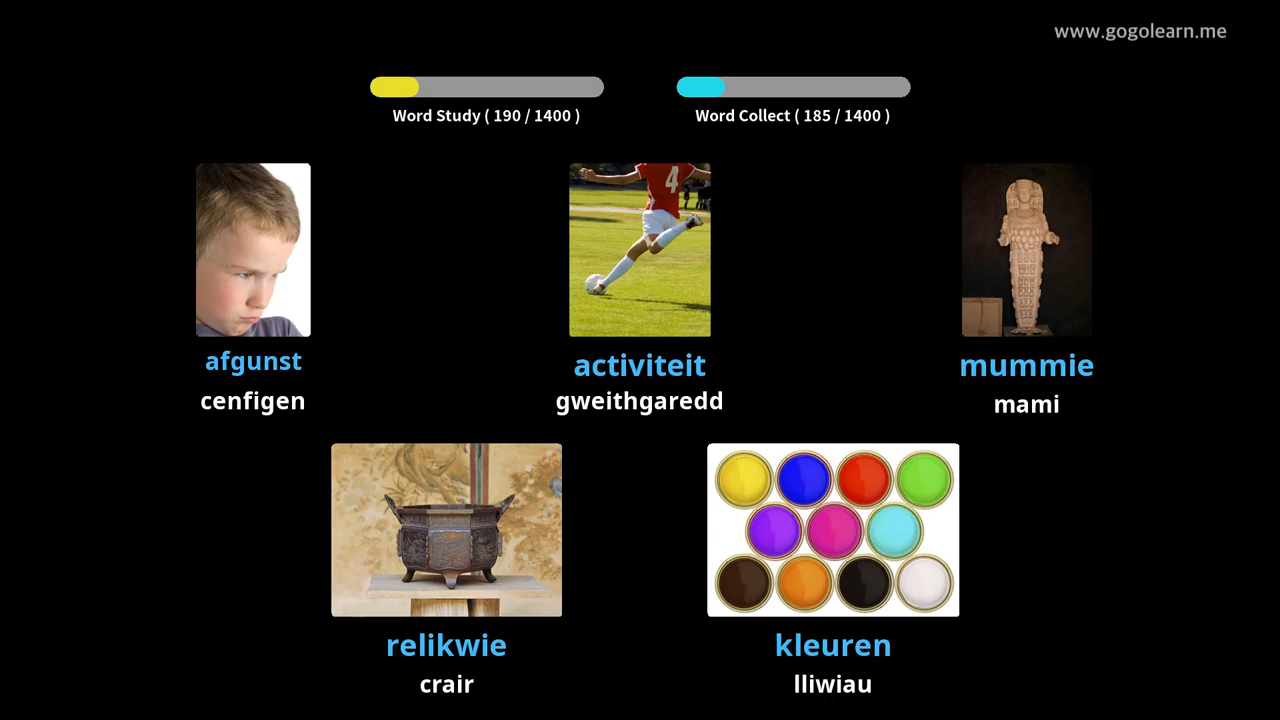 www.gogolearn.me
Word Study ( 190 / 1400 )
Word Collect ( 185 / 1400 )
4
afgunst
activiteit
mummie
cenfigen
gweithgaredd
mami
relikwie
kleuren
crair
lliwiau